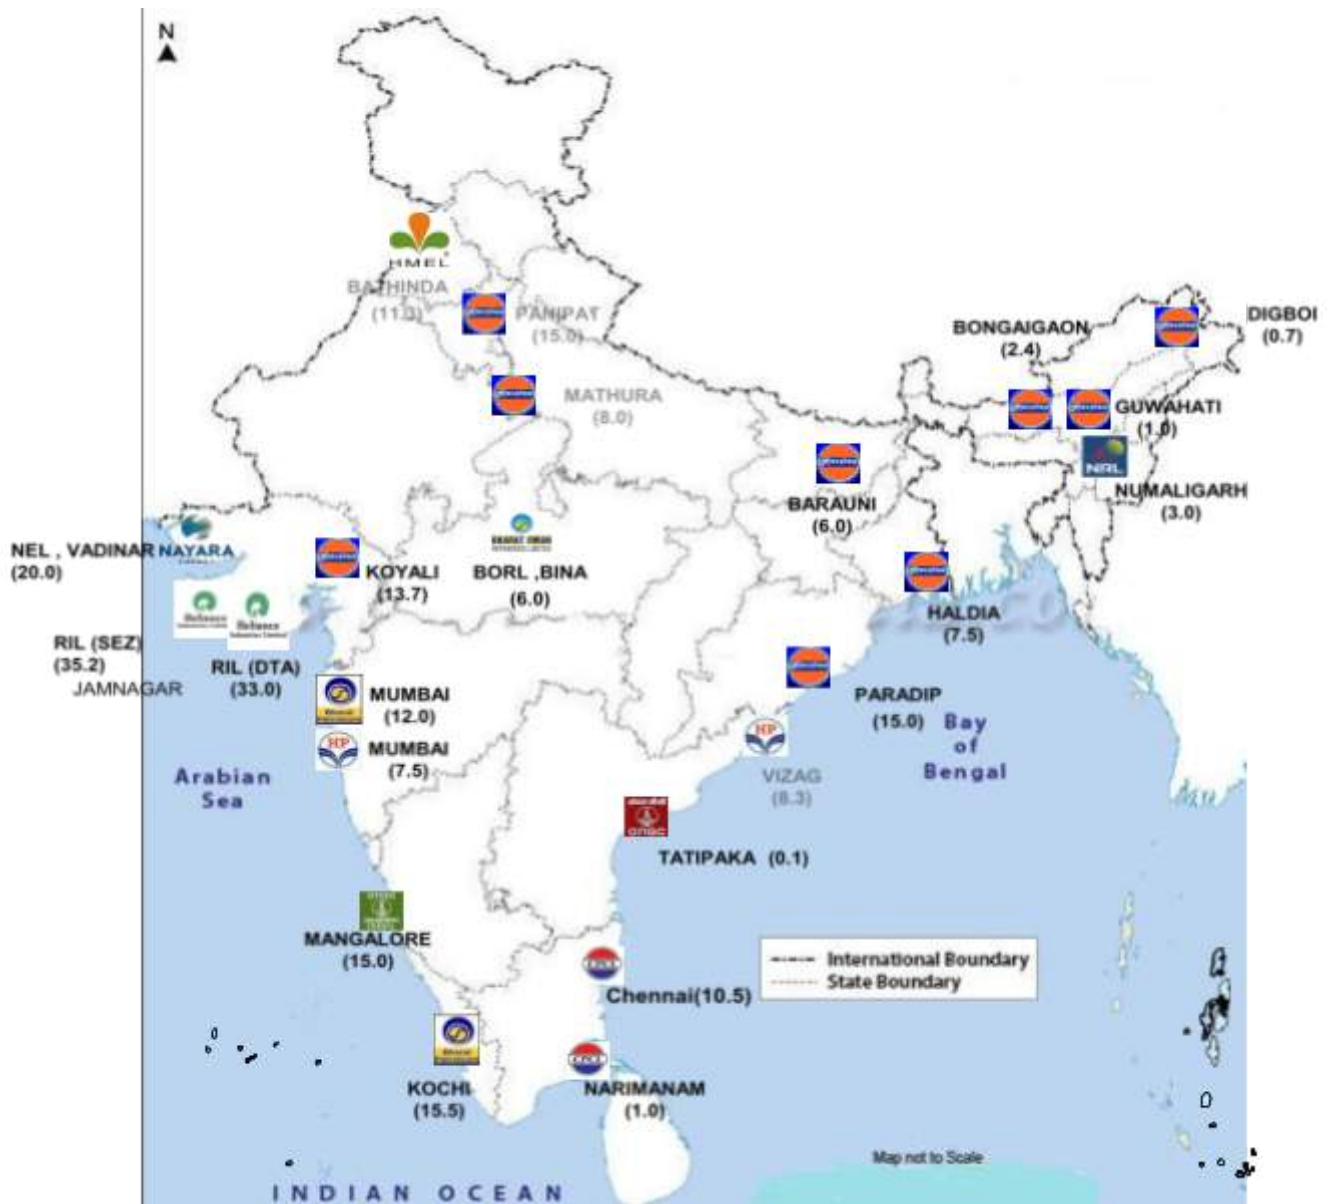 N
HMEL
BATHINDA
(11.3)
PANIPAT
(15.0)
MATHURA
(8.0)
BONGAIGAON
(2.4)
DIGBOI
(0.7)
GUWAHATI
(1.0)
NRL
NUMALIGARH
(3.0)
BARAUNI
(6.0)
NEL , VADINAR
(20.0)
NAYARA
KOYALI
(13.7)
BORL ,BINA
(6.0)
HALDIA
(7.5)
Reliance
Reliance
RIL (SEZ)
(35.2)
JAMNAGAR
RIL (DTA)
(33.0)
MUMBAI
(12.0)
HP
MUMBAI
(7.5)
PARADIP
(15.0)
Bay
of
Bengal
HP
VIZAG
(8.3)
Arabian
Sea
TATIPAKA (0.1)
MANGALORE
(15.0)
International Boundary
State Boundary
Chennai(10.5)
KOCHI
(15.5)
NARIMANAM
(1.0)
Map not to Scale
INDIAN OCEAN